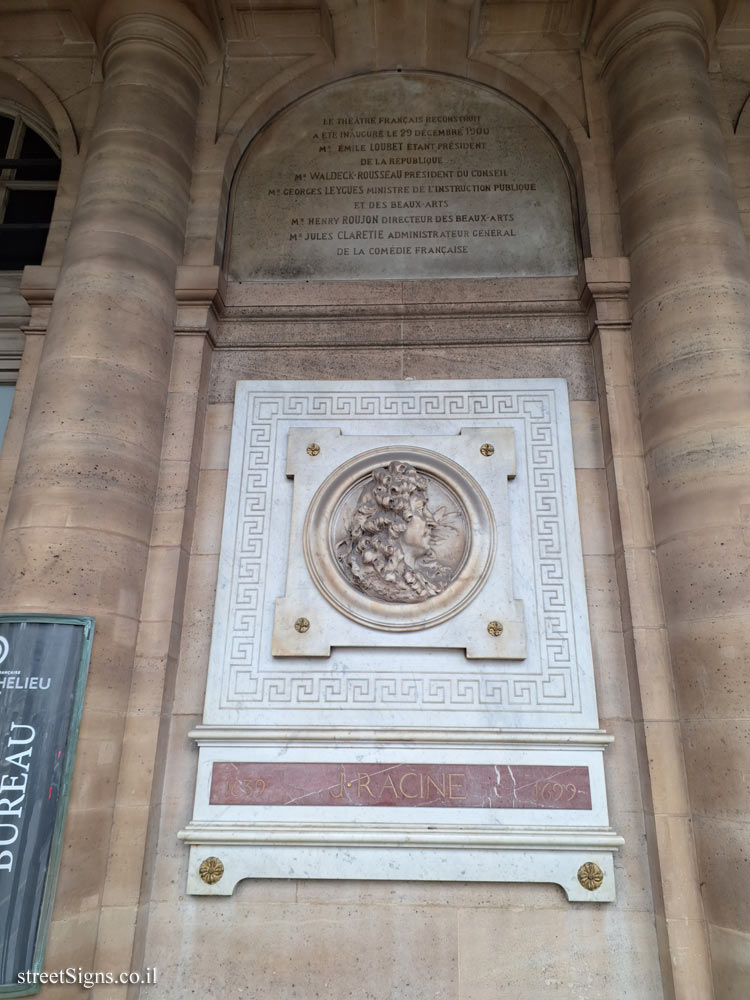 LE THÉATRE FRANÇAIS RECONSTRUIT
A ÉTÉ INAUGURÉ LE 29 DÉCEMBRE 1900
MR. ÉMILE LOUBET ÉTANT PRÉSIDENT
DE LA RÉPUBLIQUE
MR. WALDECK-ROUSSEAU PRÉSIDENT DU CONSEIL
MR. GEORGES LEYGUES MINISTRE DE L'INSTRUCTION PUBLIQUE
ET DES BEAUX-ARTS
MR. HENRY ROUJON DIRECTEUR DES BEAUX-ARTS
MR. JULES CLARETIE ADMINISTRATEUR GÉNÉRAL
DE LA COMÉDIE FRANÇAISE
1639 J·RACINE 1699
HELIEU
BUREAU
streetSigns.co.il